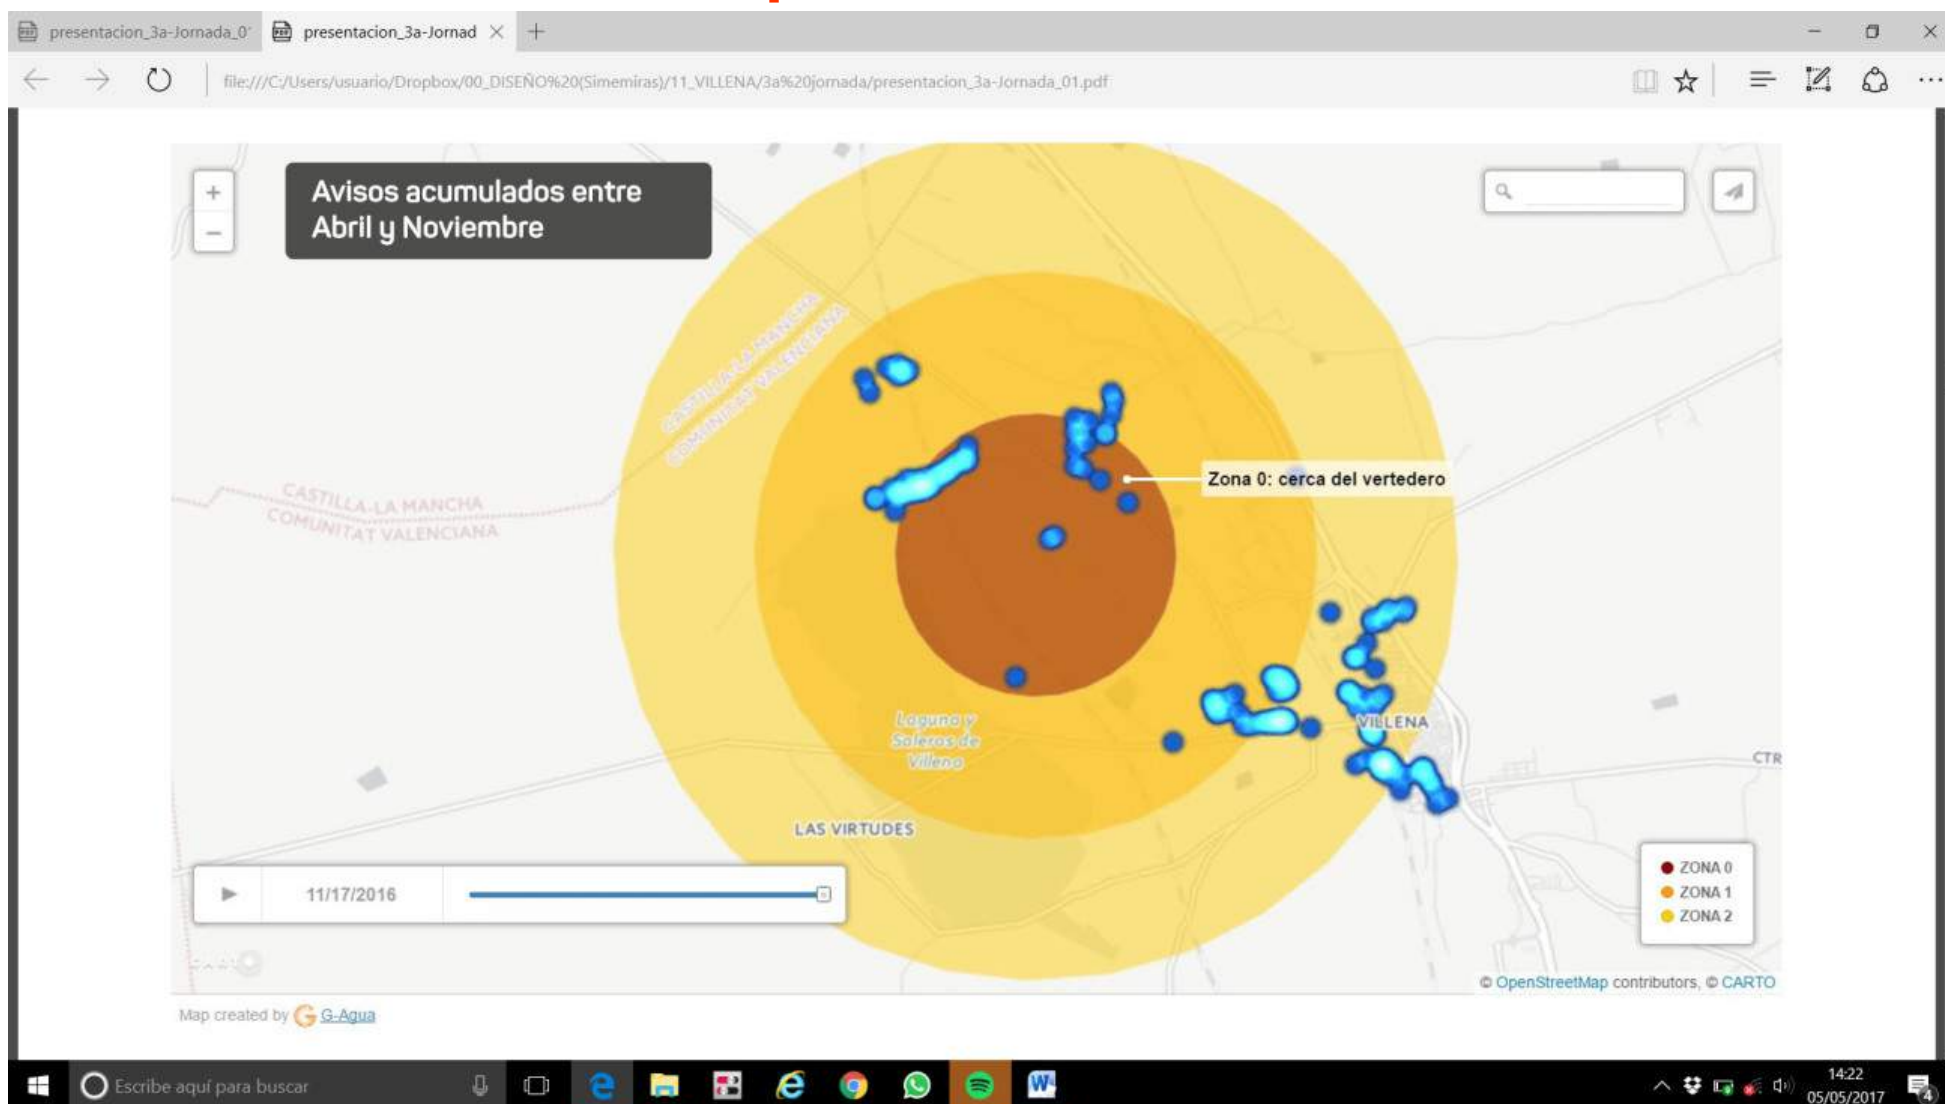 presentacion_3a-Jornada_0
presentacion_3a-Jornad
file:///C:/Users/usuario/Dropbox/00_DISEÑO%20(Simemiras)/11_VILLENA/3a%20jornada/presentacion_3a-Jornada_01.pdf
+
−
Avisos acumulados entre
Abril y Noviembre
CASTILLA-LA MANCHA
COMUNITAT VALENCIANA
CASTILLA-LA MANCHA
COMUNITAT VALENCIANA
Zona 0: cerca del vertedero
Laguna y
Saleros de
Villena
VILLENA
CTR
LAS VIRTUDES
11/17/2016
ZONA 0
ZONA 1
ZONA 2
© OpenStreetMap contributors, © CARTO
Map created by G-Agua
Escribe aquí para buscar
14:22
05/05/2017
4